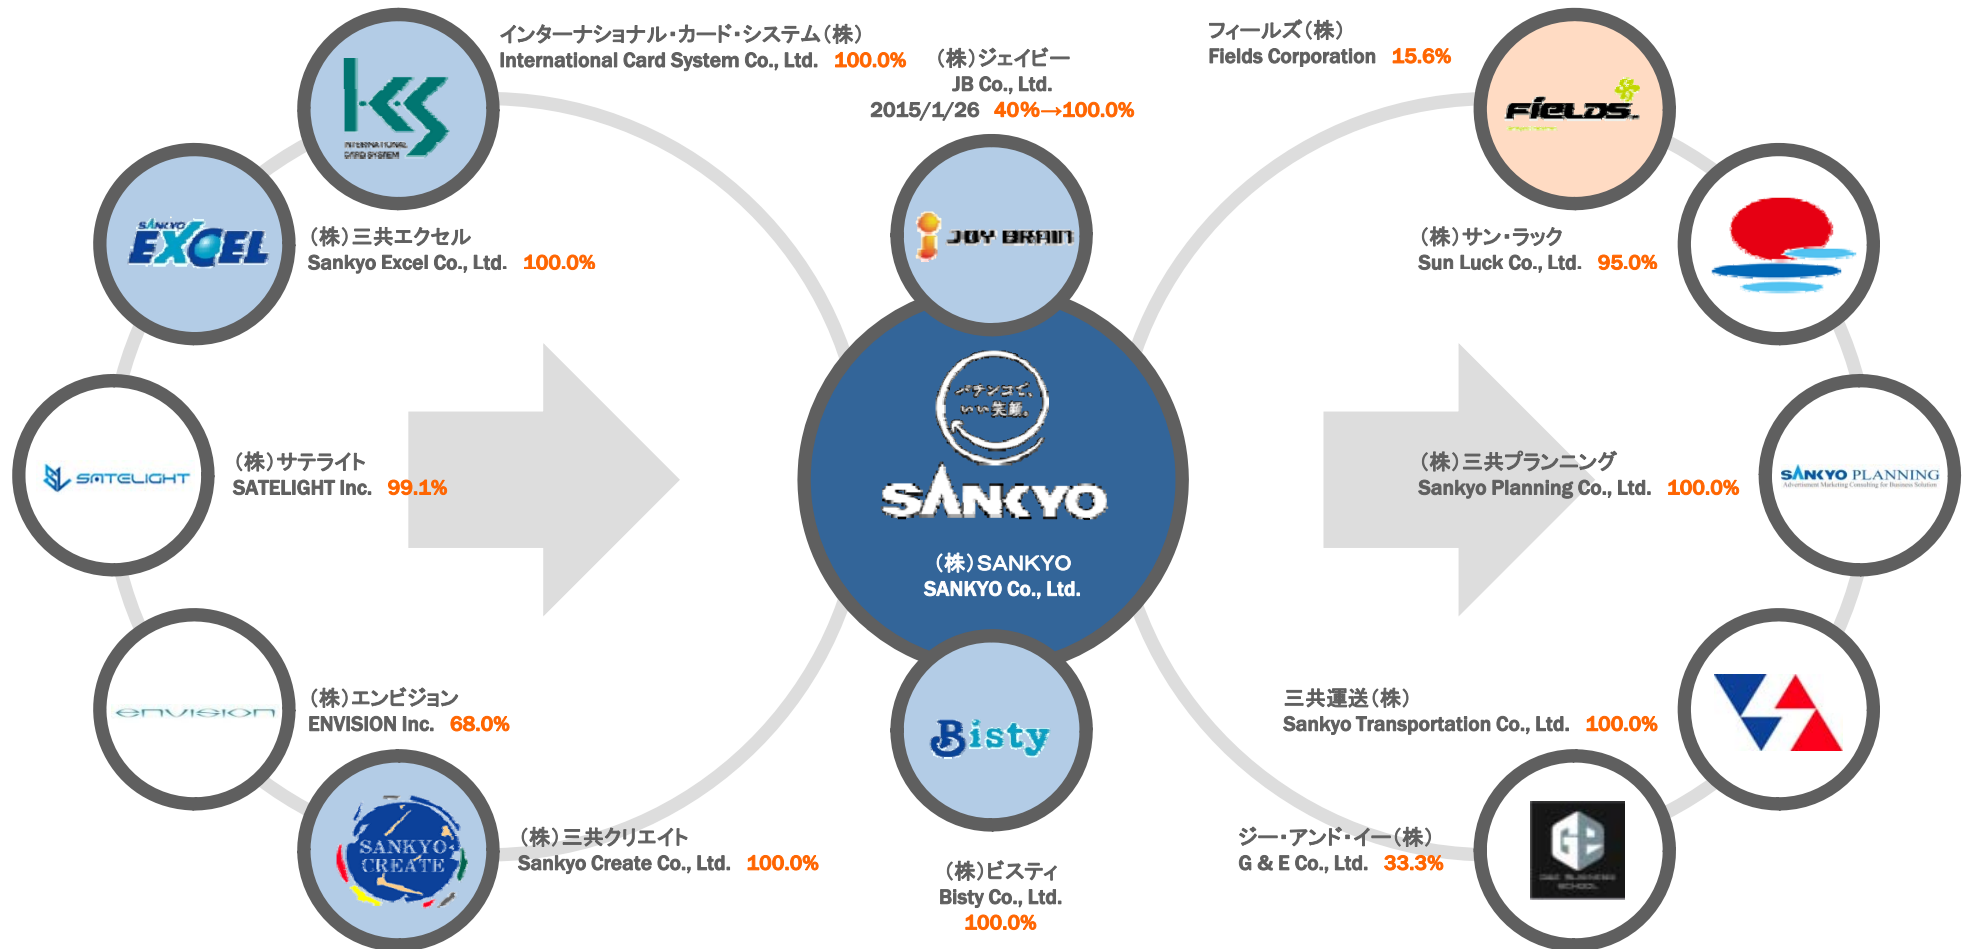 インターナショナル・カード・システム（株）
International Card System Co., Ltd. 100.0%
INTERNATIONAL
CARD SYSTEM
（株）ジェイビー
JB Co., Ltd.
2015/1/26 40%→100.0%
JOY BRAIN
フィールズ（株）
Fields Corporation 15.6%
FIELDS
SANKYO
EXCEL
（株）三共エクセル
Sankyo Excel Co., Ltd. 100.0%
（株）サン・ラック
Sun Luck Co., Ltd. 95.0%
SATELIGHT
（株）サテライト
SATELIGHT Inc. 99.1%
パチンコで、
いい笑顔。
SANKYO
（株）SANKYO
SANKYO Co., Ltd.
（株）三共プランニング
Sankyo Planning Co., Ltd. 100.0%
SANKYO PLANNING
Advertisment Marketing Consulting for Business Solution
envision
（株）エンビジョン
ENVISION Inc. 68.0%
三共運送（株）
Sankyo Transportation Co., Ltd. 100.0%
SANKYO
CREATE
（株）三共クリエイト
Sankyo Create Co., Ltd. 100.0%
Bisty
（株）ビスティ
Bisty Co., Ltd.
100.0%
ジー・アンド・イー（株）
G & E Co., Ltd. 33.3%